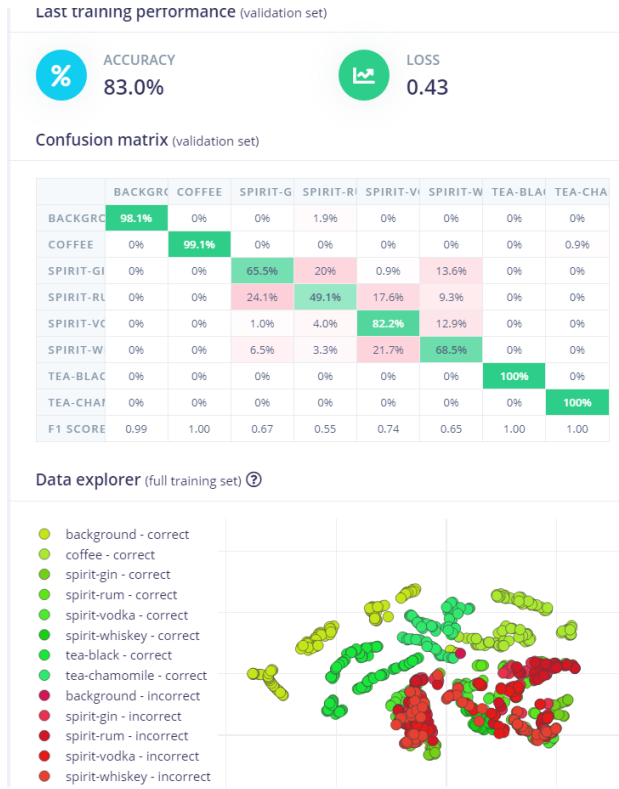 Last training performance (validation set)
% ACCURACY 83.0%
LOSS 0.43
Confusion matrix (validation set)
BACKGRC COFFEE SPIRIT-G SPIRIT-RI SPIRIT-V( SPIRIT-W TEA-BLA( TEA-CHA
BACKGRC 98.1% 0% 0% 1.9% 0% 0% 0% 0%
COFFEE 0% 99.1% 0% 0% 0% 0% 0% 0.9%
SPIRIT-GI 0% 0% 65.5% 20% 0.9% 13.6% 0% 0%
SPIRIT-RU 0% 0% 24.1% 49.1% 17.6% 9.3% 0% 0%
SPIRIT-VC 0% 0% 1.0% 4.0% 82.2% 12.9% 0% 0%
SPIRIT-W 0% 0% 6.5% 3.3% 21.7% 68.5% 0% 0%
TEA-BLAC 0% 0% 0% 0% 0% 0% 100% 0%
TEA-CHAM 0% 0% 0% 0% 0% 0% 0% 100%
F1 SCORE 0.99 1.00 0.67 0.55 0.74 0.65 1.00 1.00
Data explorer (full training set) ?
background - correct
coffee - correct
spirit-gin - correct
spirit-rum - correct
spirit-vodka - correct
spirit-whiskey - correct
tea-black - correct
tea-chamomile - correct
background - incorrect
spirit-gin - incorrect
spirit-rum - incorrect
spirit-vodka - incorrect
spirit-whiskey - incorrect